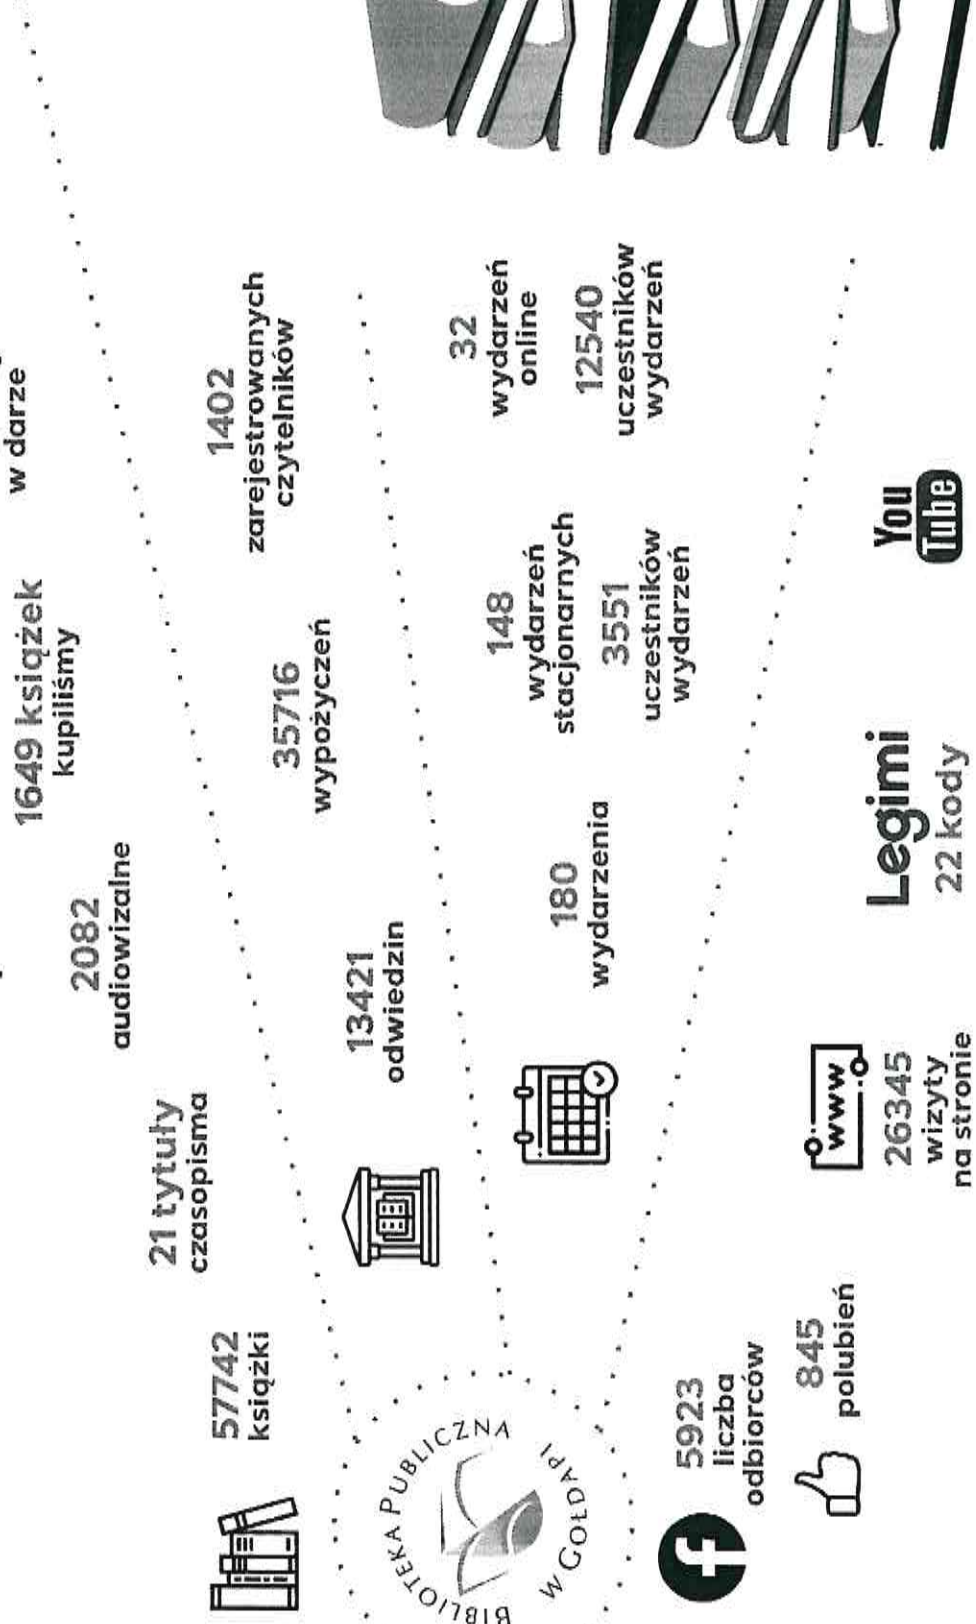 w darze
1649 książek
kupiliśmy
2082
audiowizalne
21 tytuły
czasopisma
57742
książki
1402
zarejestrowanych
czytelników
35716
wypożyczeń
13421
odwiedzin
32
wydarzeń
online
12540
uczestników
wydarzeń
148
wydarzeń
stacjonarnych
3551
uczestników
wydarzeń
180
wydarzenia
BIBLIOTEKA PUBLICZNA
W GOŁDAPI
5923
liczba
odbiorców
845
polubień
www
26345
wizyty
na stronie
Legimi
22 kody
You
Tube